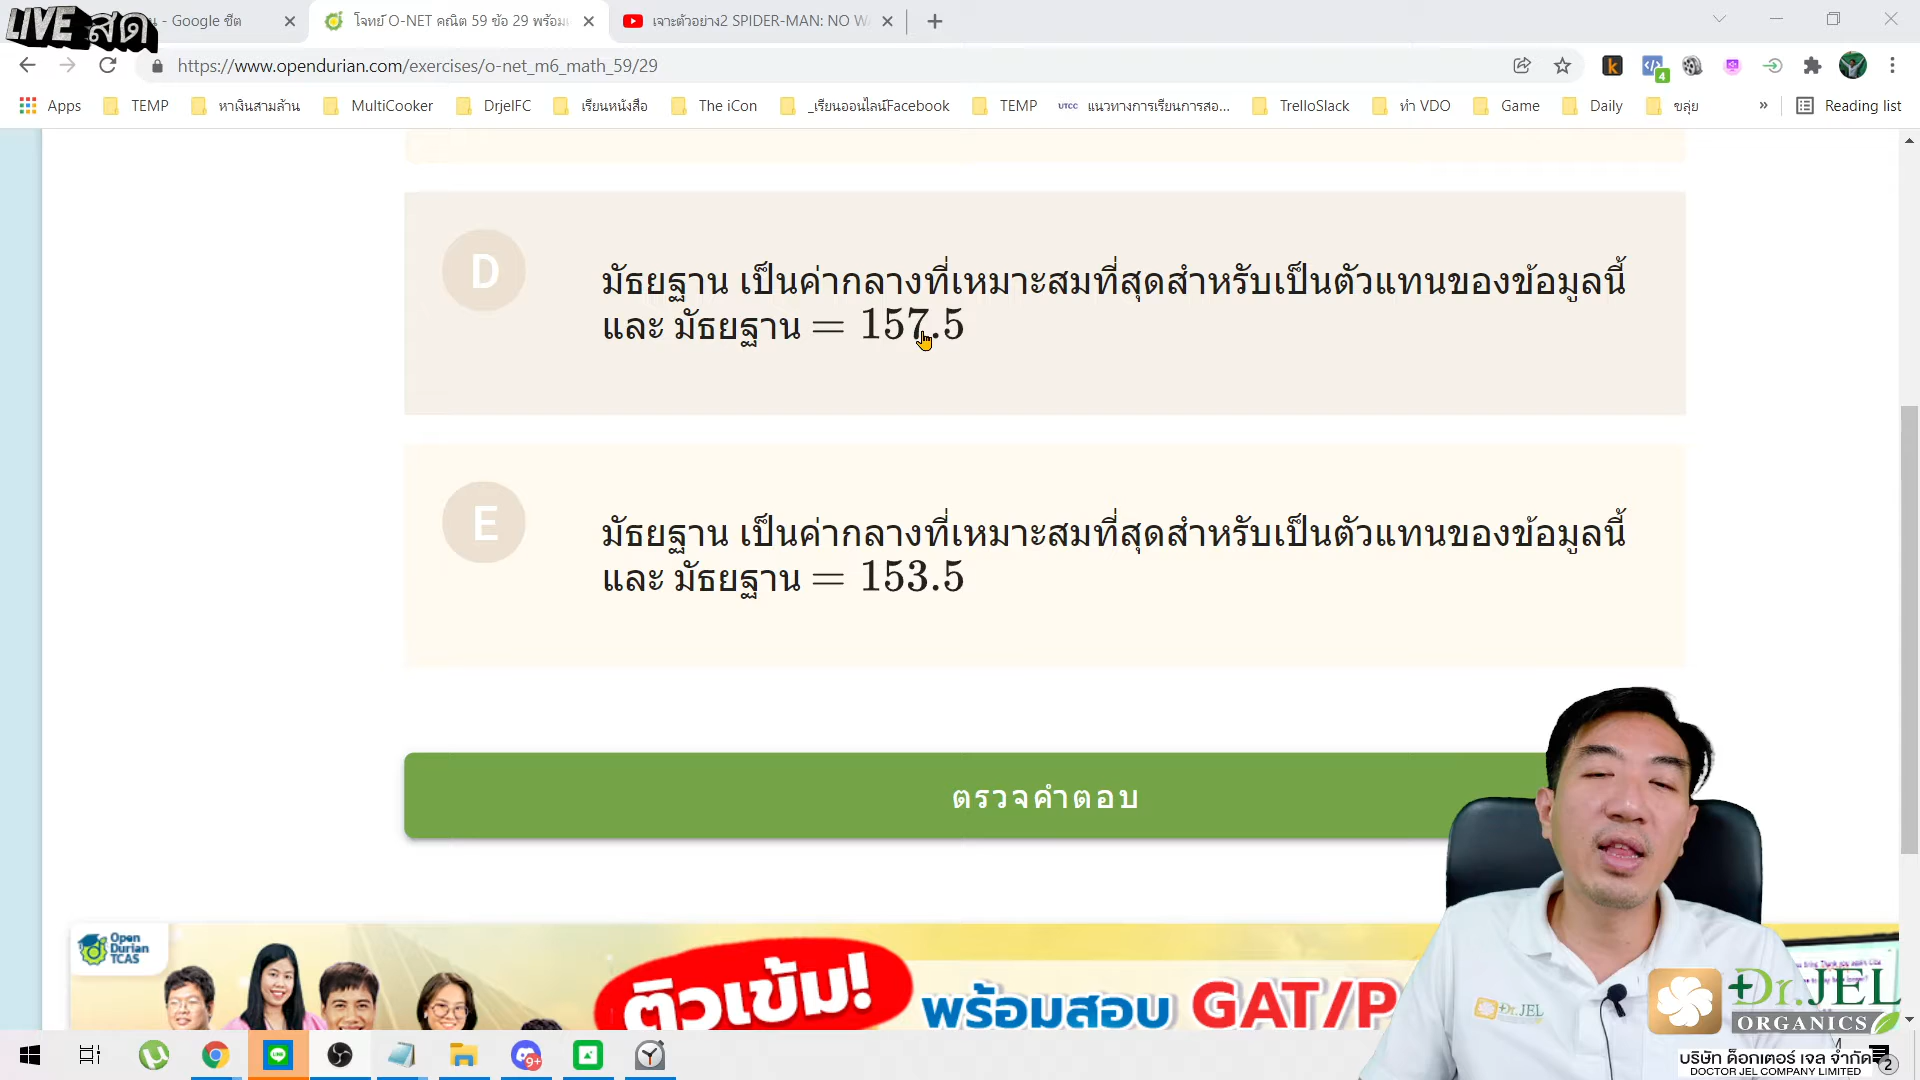 LIVE สด
น - Google ชีต
โจทย์ O-NET คณิต 59 ข้อ 29 พร้อมเ
เจาะตัวอย่าง2 SPIDER-MAN: NO WA
https://www.opendurian.com/exercises/o-net_m6_math_59/29
4
Apps
TEMP
หาเงินสามล้าน
MultiCooker
DrjelFC
เรียนหนังสือ
The iCon
_เรียนออนไลน์Facebook
TEMP
UTCC แนวทางการเรียนการสอ...
TrelloSlack
ทำ VDO
Game
Daily
ขลุ่ย
»
Reading list
D
มัธยฐาน เป็นค่ากลางที่เหมาะสมที่สุดสำหรับเป็นตัวแทนของข้อมูลนี้
และ มัธยฐาน = 157.5
E
มัธยฐาน เป็นค่ากลางที่เหมาะสมที่สุดสำหรับเป็นตัวแทนของข้อมูลนี้
และ มัธยฐาน = 153.5
ตรวจคำตอบ
Open
Durian
TCAS
ติวเข้ม!
พร้อมสอบ GAT/P
Dr.JEL
+Dr.JEL
ORGANICS
บริษัท ด็อกเตอร์ เจล จำกัด
DOCTOR JEL COMPANY LIMITED
LINE
9+
2